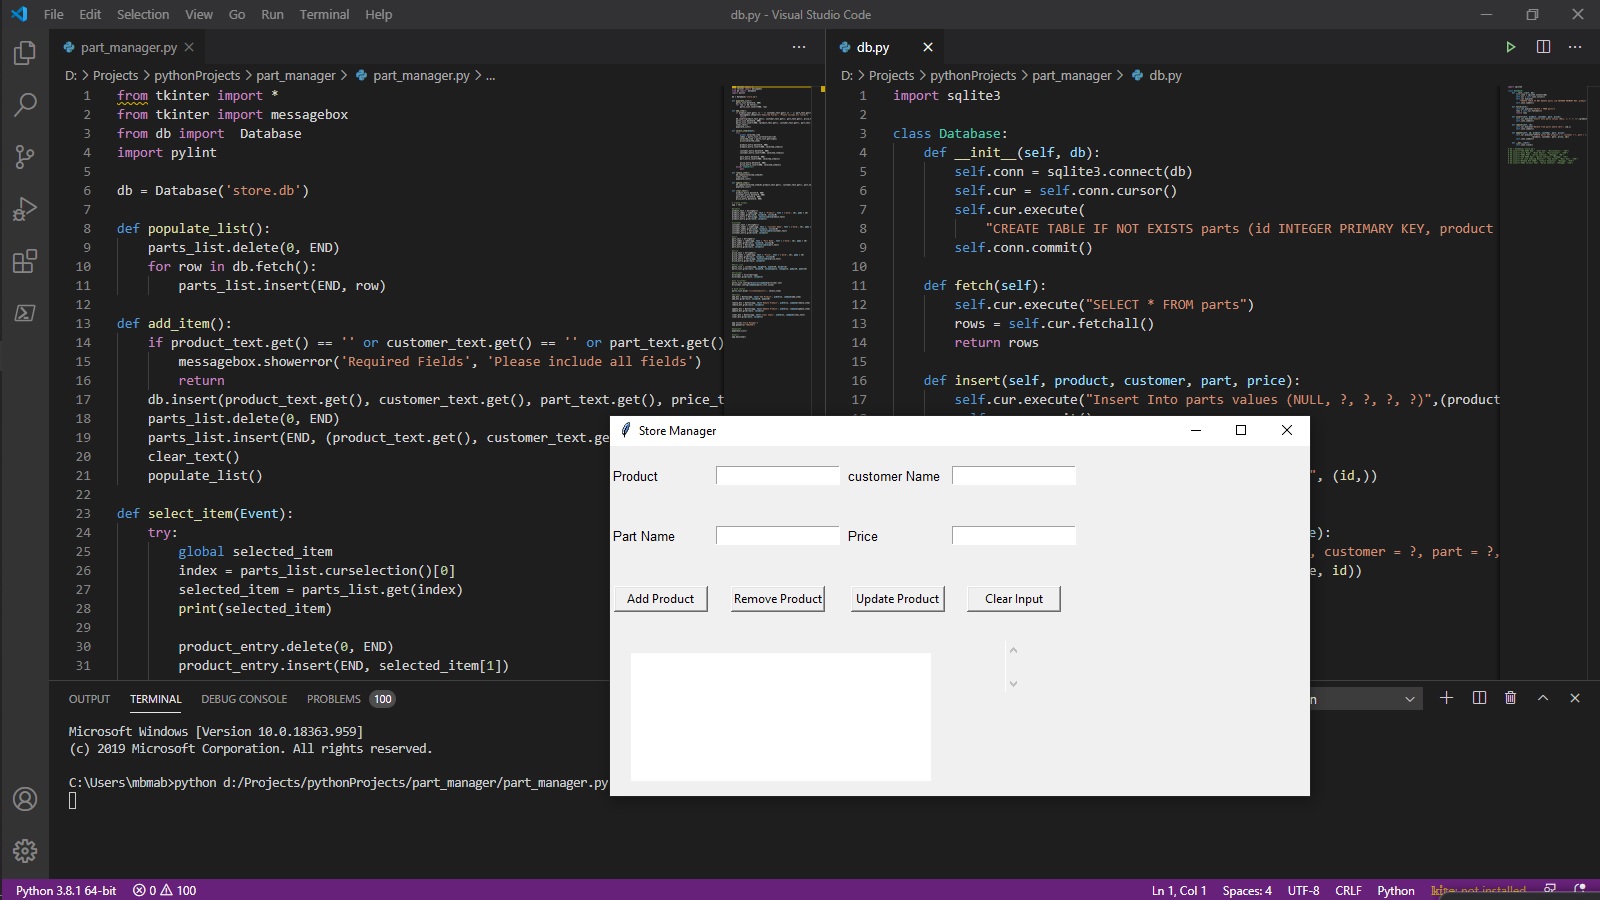 File Edit Selection View Go Run Terminal Help
db.py - Visual Studio Code
part_manager.py
D: > Projects > pythonProjects > part_manager > part_manager.py > ...
1 from tkinter import *
2 from tkinter import messagebox
3 from db import  Database
4 import pylint
5
6 db = Database('store.db')
7
8 def populate_list():
9     parts_list.delete(0, END)
10     for row in db.fetch():
11         parts_list.insert(END, row)
12
13 def add_item():
14     if product_text.get() == '' or customer_text.get() == '' or part_text.get()
15         messagebox.showerror('Required Fields', 'Please include all fields')
16         return
17     db.insert(product_text.get(), customer_text.get(), part_text.get(), price_t
18     parts_list.delete(0, END)
19     parts_list.insert(END, (product_text.get(), customer_text.ge
20     clear_text()
21     populate_list()
22
23 def select_item(Event):
24     try:
25         global selected_item
26         index = parts_list.curselection()[0]
27         selected_item = parts_list.get(index)
28         print(selected_item)
29
30         product_entry.delete(0, END)
31         product_entry.insert(END, selected_item[1])
db.py
D: > Projects > pythonProjects > part_manager > db.py
1 import sqlite3
2
3 class Database:
4     def __init__(self, db):
5         self.conn = sqlite3.connect(db)
6         self.cur = self.conn.cursor()
7         self.cur.execute(
8             "CREATE TABLE IF NOT EXISTS parts (id INTEGER PRIMARY KEY, product
9         self.conn.commit()
10
11     def fetch(self):
12         self.cur.execute("SELECT * FROM parts")
13         rows = self.cur.fetchall()
14         return rows
15
16     def insert(self, product, customer, part, price):
17         self.cur.execute("Insert Into parts values (NULL, ?, ?, ?, ?)",(product
", (id,))
e):
, customer = ?, part = ?,
e, id))
Store Manager
Product customer Name
Part Name Price
Add Product Remove Product Update Product Clear Input
OUTPUT TERMINAL DEBUG CONSOLE PROBLEMS 100
n
Microsoft Windows [Version 10.0.18363.959]
(c) 2019 Microsoft Corporation. All rights reserved.
C:\Users\mbmab>python d:/Projects/pythonProjects/part_manager/part_manager.py
Python 3.8.1 64-bit 0 100 Ln 1, Col 1 Spaces: 4 UTF-8 CRLF Python kite: not installed